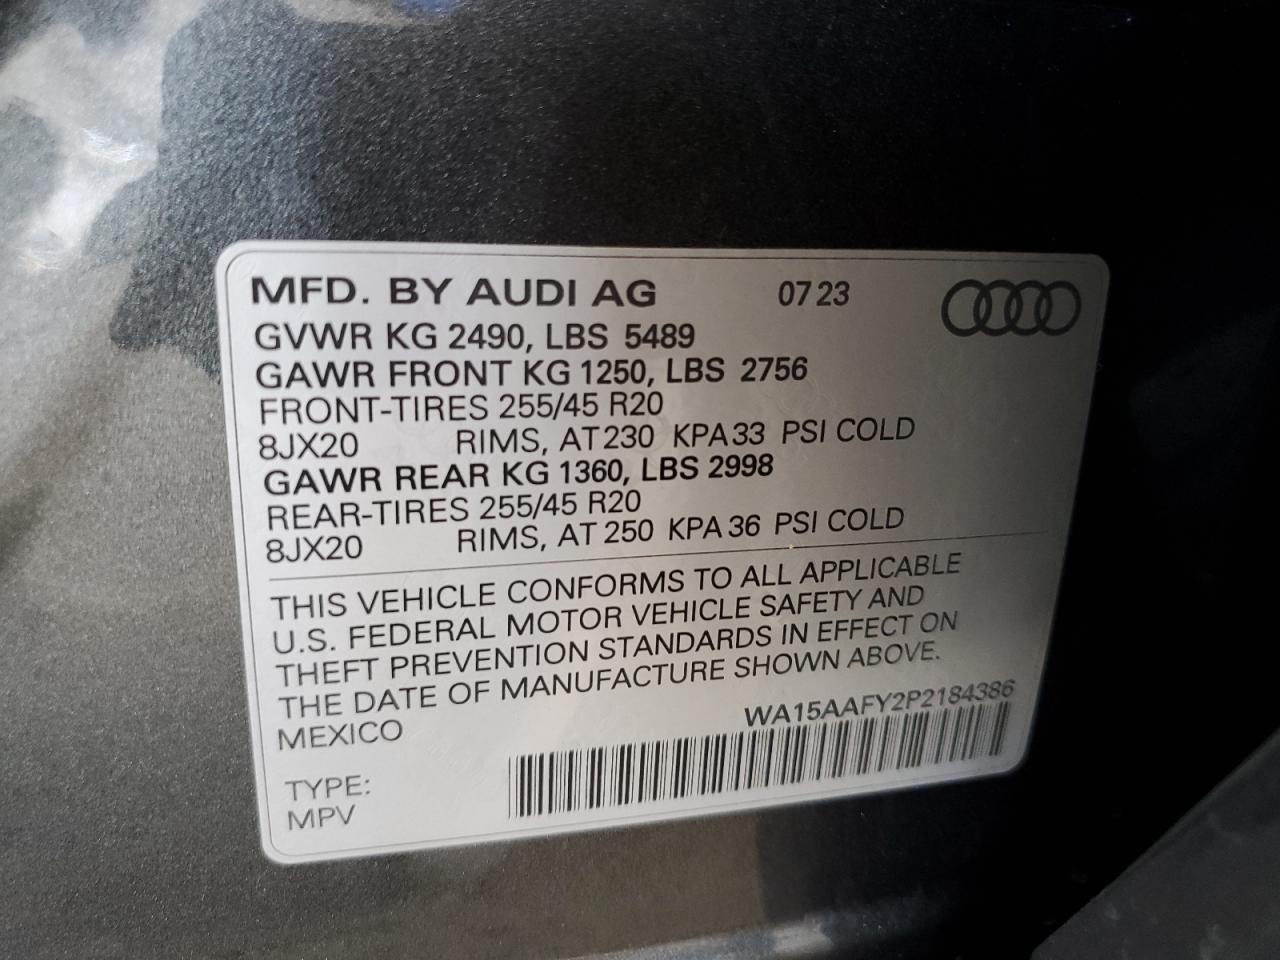 MFD. BY AUDI AG 07 23
GVWR KG 2490, LBS 5489
GAWR FRONT KG 1250, LBS 2756
FRONT-TIRES 255/45 R20
8JX20 RIMS, AT 230 KPA 33 PSI COLD
GAWR REAR KG 1360, LBS 2998
REAR-TIRES 255/45 R20
8JX20 RIMS, AT 250 KPA 36 PSI COLD
THIS VEHICLE CONFORMS TO ALL APPLICABLE
U.S. FEDERAL MOTOR VEHICLE SAFETY AND
THEFT PREVENTION STANDARDS IN EFFECT ON
THE DATE OF MANUFACTURE SHOWN ABOVE.
MEXICO
WA15AAFY2P2184386
TYPE:
MPV